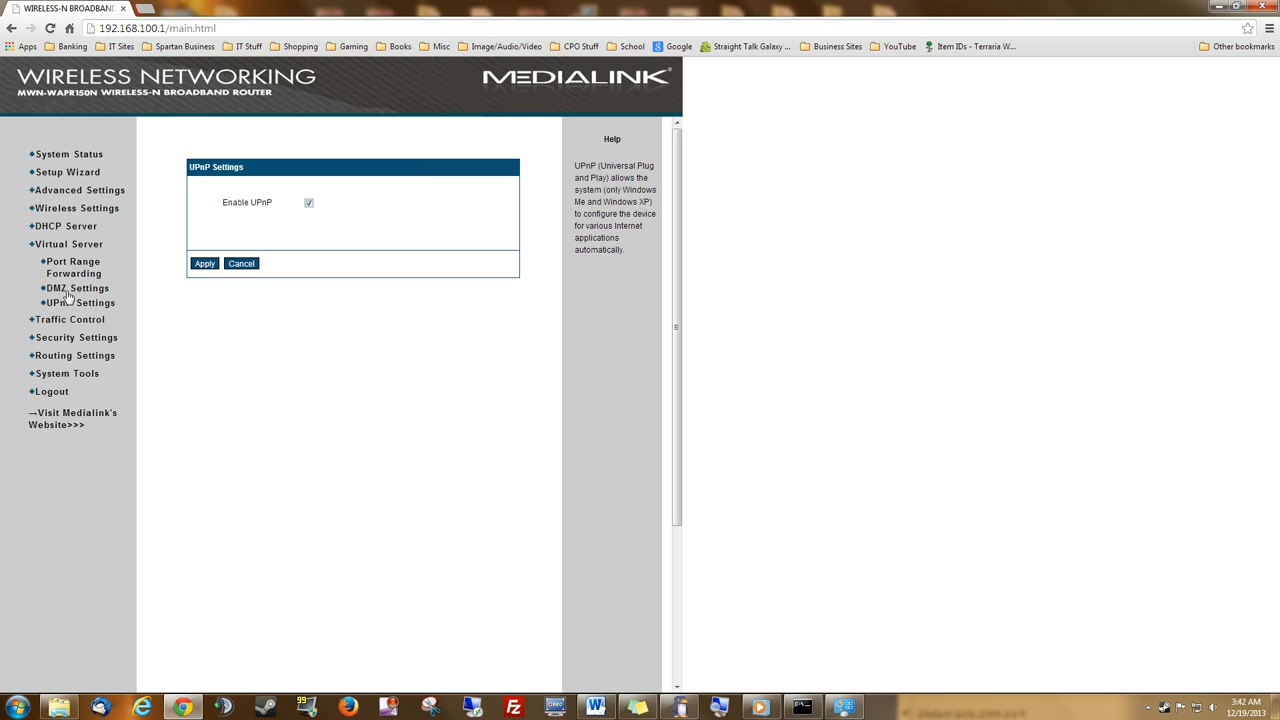 WIRELESS-N BROADBAND
192.168.100.1/main.html
Apps Banking IT Sites Spartan Business IT Stuff Shopping Gaming Books Misc Image/Audio/Video CPO Stuff School Google Straight Talk Galaxy ... Business Sites YouTube Item IDs - Terraria W... Other bookmarks
WIRELESS NETWORKING
MWN-WAPR150N WIRELESS-N BROADBAND ROUTER
MEDIALINK®
System Status
Setup Wizard
Advanced Settings
Wireless Settings
DHCP Server
Virtual Server
Port Range
Forwarding
DMZ Settings
UPnP Settings
Traffic Control
Security Settings
Routing Settings
System Tools
Logout
→Visit Medialink's
Website>>>
UPnP Settings
Enable UPnP
Apply Cancel
Help
UPnP (Universal Plug
and Play) allows the
system (only Windows
Me and Windows XP)
to configure the device
for various Internet
applications
automatically.
99
FZ
3:42 AM
12/19/2013